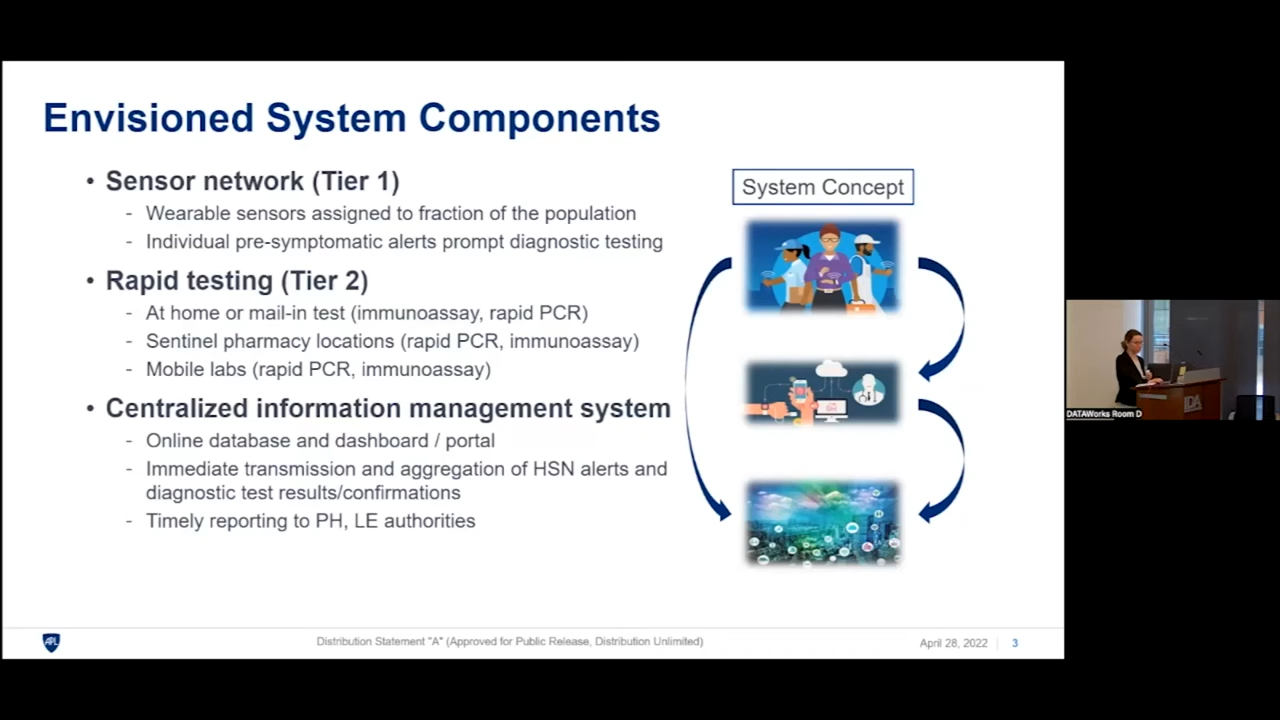 Envisioned System Components
• Sensor network (Tier 1)
- Wearable sensors assigned to fraction of the population
- Individual pre-symptomatic alerts prompt diagnostic testing
• Rapid testing (Tier 2)
- At home or mail-in test (immunoassay, rapid PCR)
- Sentinel pharmacy locations (rapid PCR, immunoassay)
- Mobile labs (rapid PCR, immunoassay)
• Centralized information management system
- Online database and dashboard / portal
- Immediate transmission and aggregation of HSN alerts and
diagnostic test results/confirmations
- Timely reporting to PH, LE authorities
System Concept
APL
Distribution Statement "A" (Approved for Public Release, Distribution Unlimited)
April 28, 2022
3
IDA
DATAWorks Room D